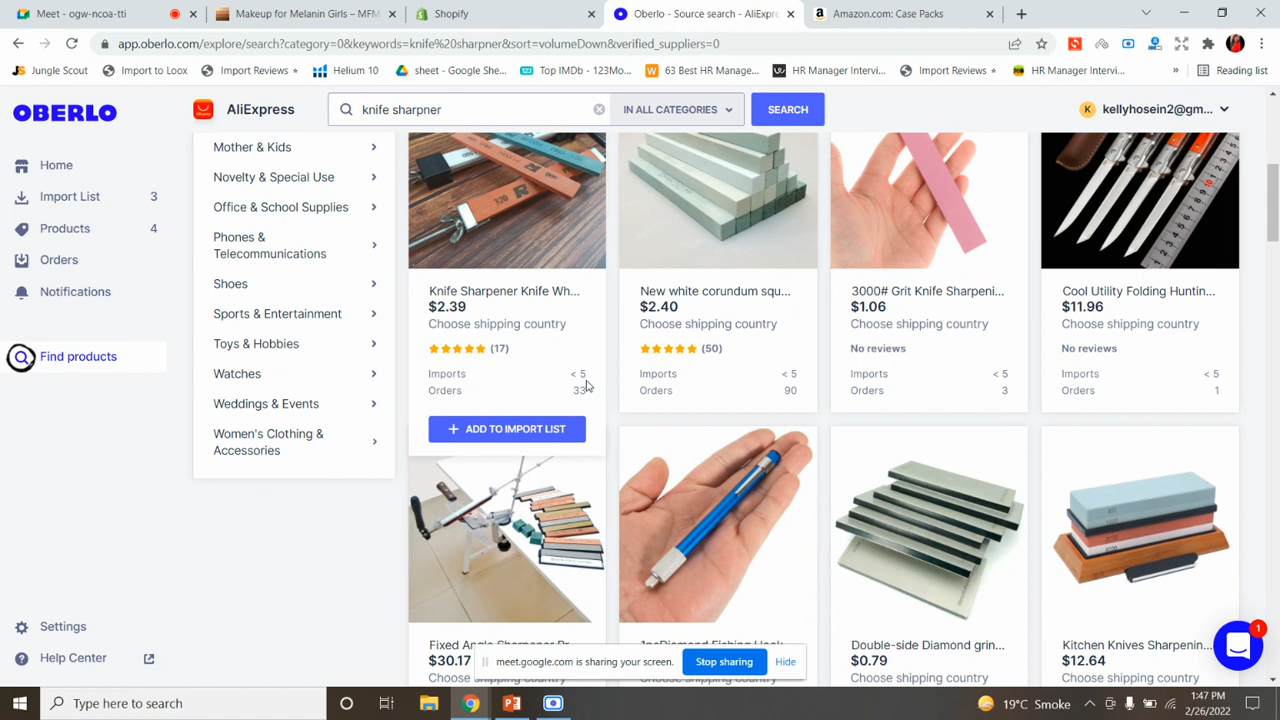 Meet - ogw-ncoa-tti
Makeup for Melanin Girls – MFM
Shopify
Oberlo - Source search - AliExpre
Amazon.com: Case Packs
app.oberlo.com/explore/search?category=0&keywords=knife%20sharpner&sort=volumeDown&verified_suppliers=0
Jungle Scout
Import to Loox
Import Reviews
Helium 10
sheet - Google She...
Top IMDb - 123Mo...
63 Best HR Manage...
HR Manager Intervi...
Import Reviews
HR Manager Intervi...
Reading list
OBERLO
AliExpress
knife sharpner
IN ALL CATEGORIES
SEARCH
K
kellyhosein2@gm...
Home
Import List 3
Products 4
Orders
Notifications
Find products
Settings
Help Center
Mother & Kids
Novelty & Special Use
Office & School Supplies
Phones &
Telecommunications
Shoes
Sports & Entertainment
Toys & Hobbies
Watches
Weddings & Events
Women's Clothing &
Accessories
120
Knife Sharpener Knife Wh...
$2.39
Choose shipping country
(17)
Imports < 5
Orders 33
+ ADD TO IMPORT LIST
New white corundum squ...
$2.40
Choose shipping country
(50)
Imports < 5
Orders 90
3000# Grit Knife Sharpeni...
$1.06
Choose shipping country
No reviews
Imports < 5
Orders 3
Cool Utility Folding Huntin...
$11.96
Choose shipping country
No reviews
Imports < 5
Orders 1
Fixed Angle Sharpener Pr
$30.17
1pcDiamond Fishing Hook
Double-side Diamond grin...
$0.79
Choose shipping country
Kitchen Knives Sharpenin...
$12.64
Choose shipping country
meet.google.com is sharing your screen.
Stop sharing
Hide
1
Type here to search
19°C Smoke
1:47 PM
2/26/2022